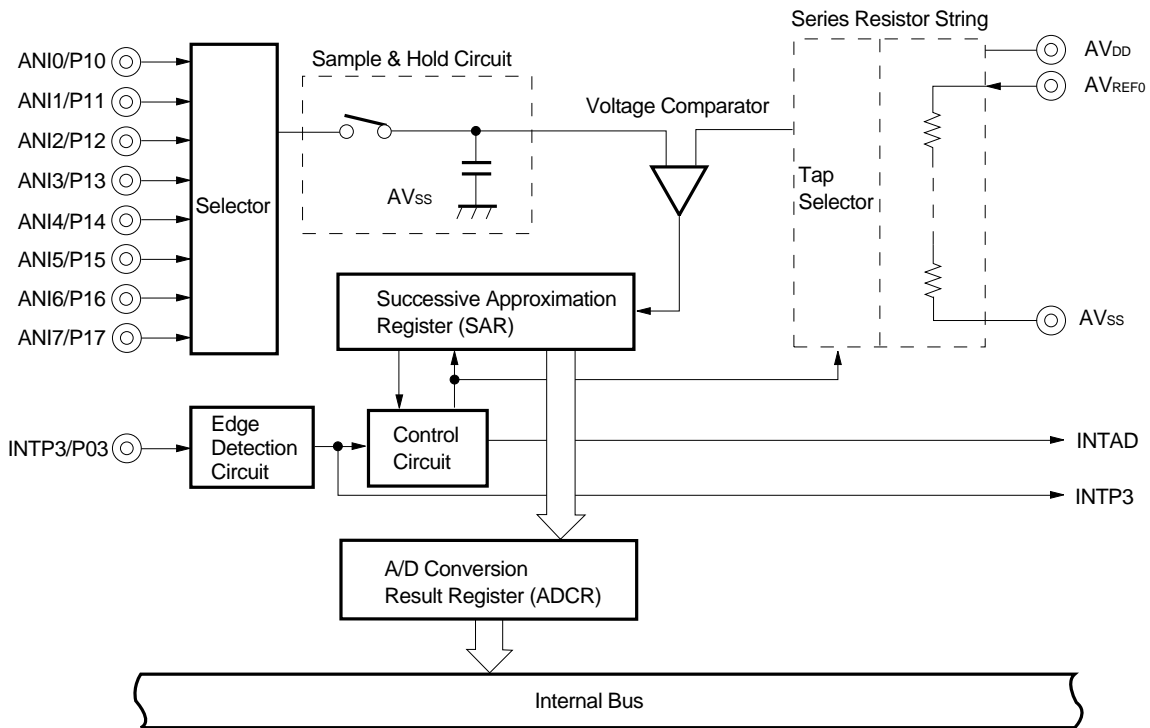 Series Resistor String
ANI0/P10
ANI1/P11
ANI2/P12
ANI3/P13
ANI4/P14
ANI5/P15
ANI6/P16
ANI7/P17
Selector
Sample & Hold Circuit
AVSS
Voltage Comparator
Tap
Selector
AVDD
AVREF0
AVSS
Successive Approximation
Register (SAR)
INTP3/P03
Edge
Detection
Circuit
Control
Circuit
INTAD
INTP3
A/D Conversion
Result Register (ADCR)
Internal Bus